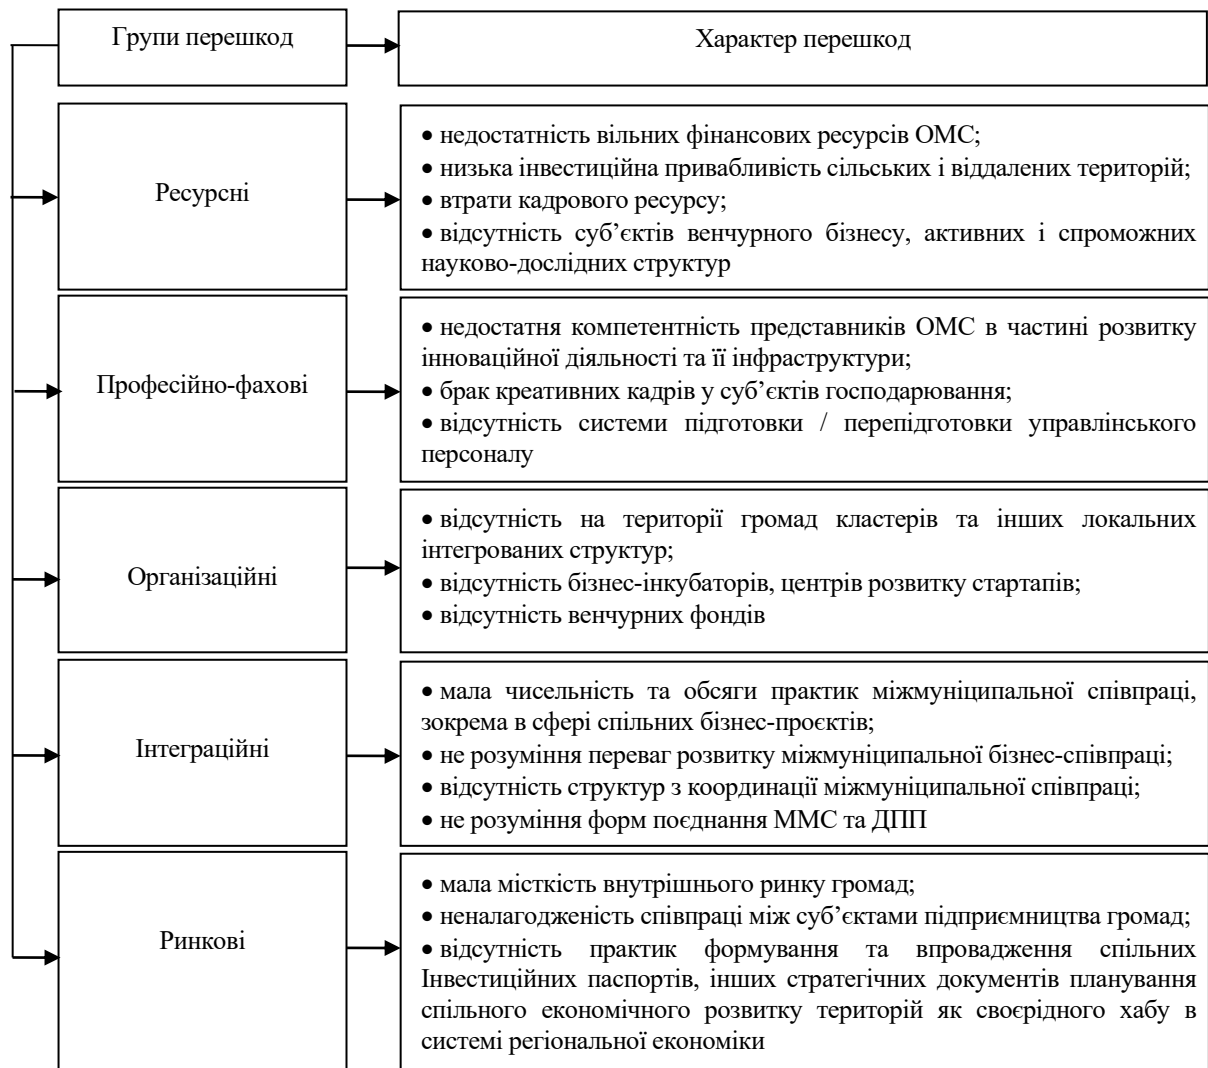 Групи перешкод
Характер перешкод
Ресурсні
• недостатність вільних фінансових ресурсів ОМС;
• низька інвестиційна привабливість сільських і віддалених територій;
• втрати кадрового ресурсу;
• відсутність суб’єктів венчурного бізнесу, активних і спроможних
науково-дослідних структур
Професійно-фахові
• недостатня компетентність представників ОМС в частині розвитку
інноваційної діяльності та її інфраструктури;
• брак креативних кадрів у суб’єктів господарювання;
• відсутність системи підготовки / перепідготовки управлінського
персоналу
Організаційні
• відсутність на території громад кластерів та інших локальних
інтегрованих структур;
• відсутність бізнес-інкубаторів, центрів розвитку стартапів;
• відсутність венчурних фондів
Інтеграційні
• мала чисельність та обсяги практик міжмуніципальної співпраці,
зокрема в сфері спільних бізнес-проєктів;
• не розуміння переваг розвитку міжмуніципальної бізнес-співпраці;
• відсутність структур з координації міжмуніципальної співпраці;
• не розуміння форм поєднання ММС та ДПП
Ринкові
• мала місткість внутрішнього ринку громад;
• неналагодженість співпраці між суб’єктами підприємництва громад;
• відсутність практик формування та впровадження спільних
Інвестиційних паспортів, інших стратегічних документів планування
спільного економічного розвитку територій як своєрідного хабу в
системі регіональної економіки